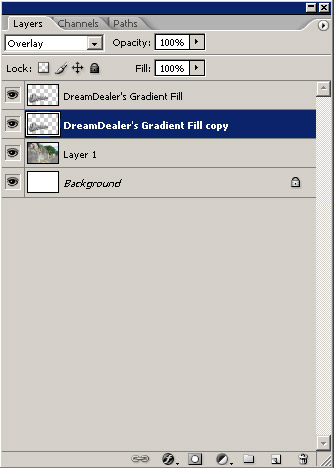 Layers Channels Paths
Overlay Opacity: 100%
Lock: Fill: 100%
DreamDealer's Gradient Fill
DreamDealer's Gradient Fill copy
Layer 1
Background